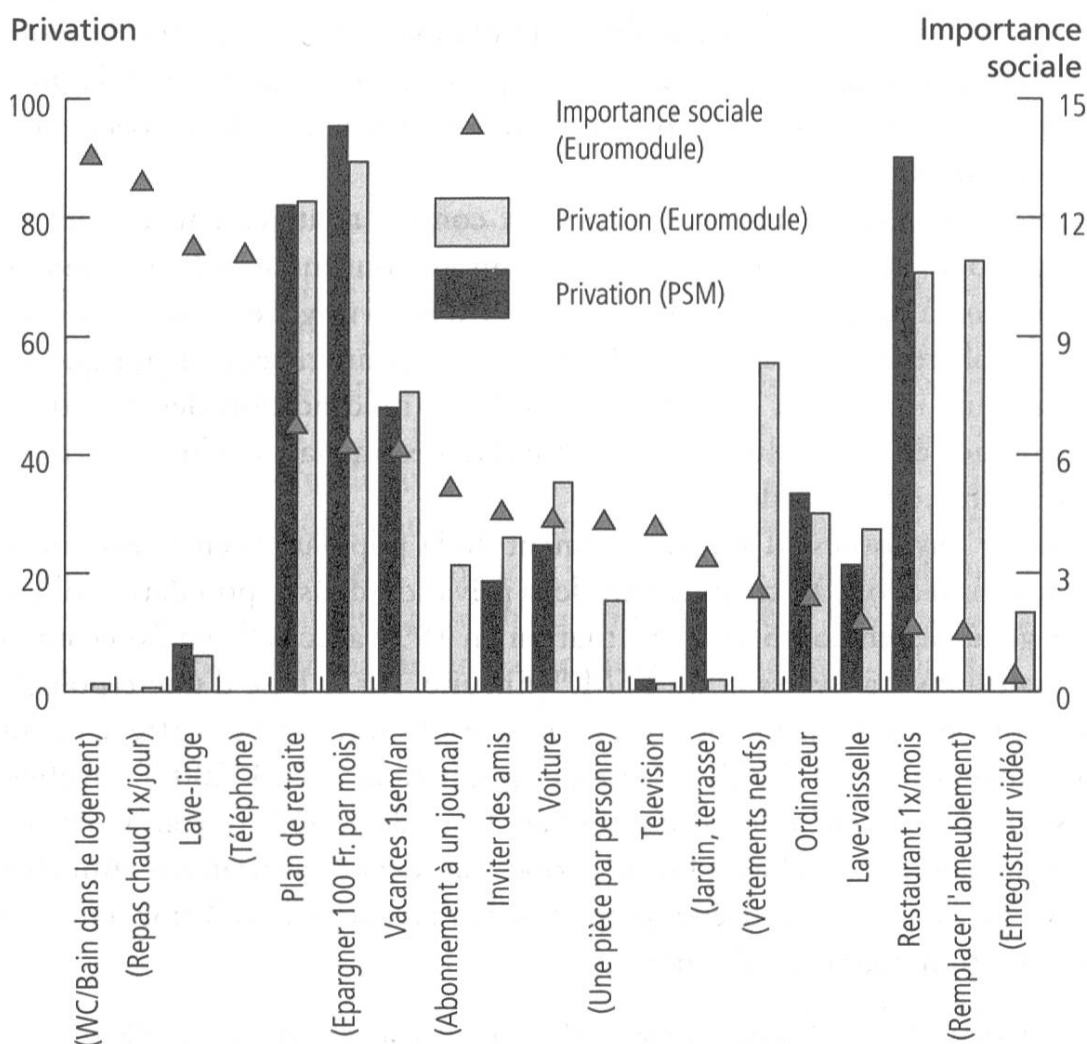 Privation
Importance
sociale
100
80
60
40
20
0
15
12
9
6
3
0
Importance sociale
(Euromodule)
Privation (Euromodule)
Privation (PSM)
(WC/Bain dans le logement)
(Repas chaud 1x/jour)
Lave-linge
(Téléphone)
Plan de retraite
(Epargner 100 Fr. par mois)
Vacances 1sem/an
(Abonnement à un journal)
Inviter des amis
Voiture
(Une pièce par personne)
Television
(Jardin, terrasse)
(Vêtements neufs)
Ordinateur
Lave-vaisselle
Restaurant 1x/mois
(Remplacer l'ameublement)
(Enregistreur vidéo)